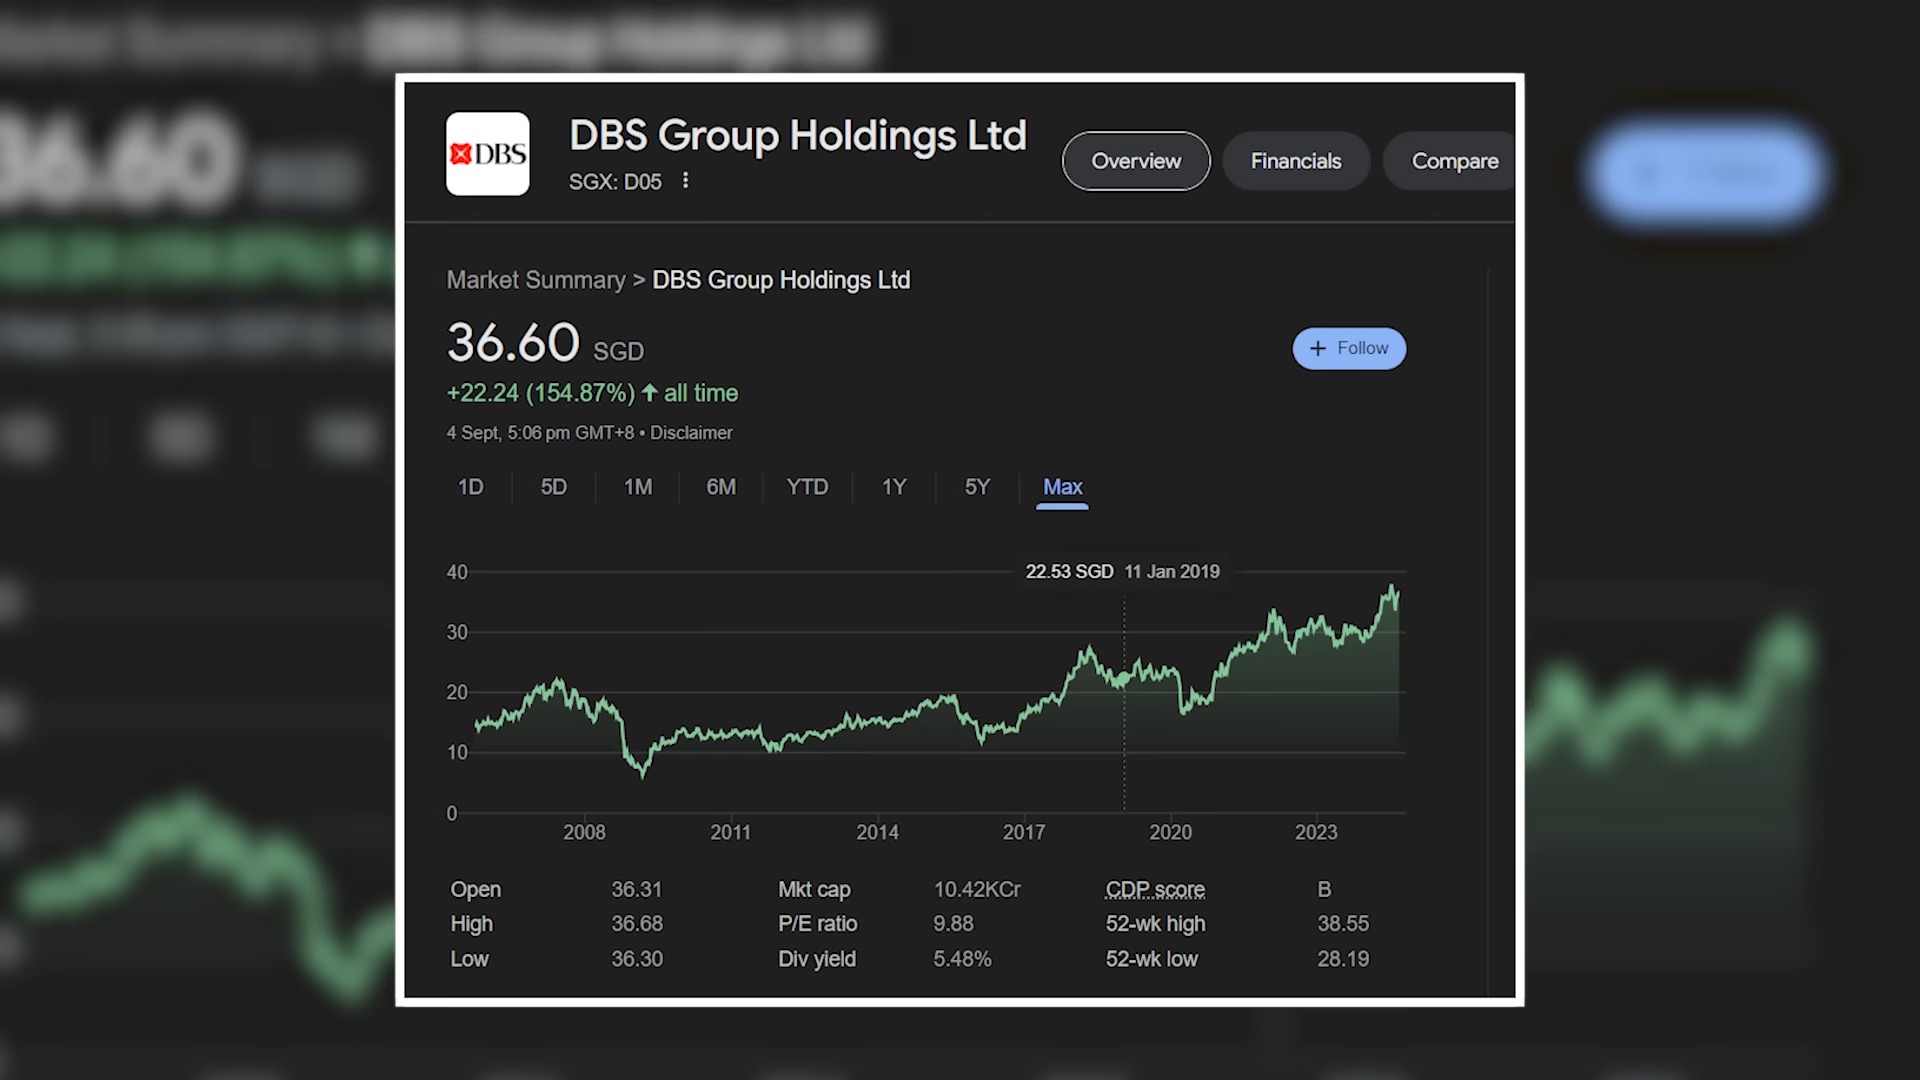 DBS Group Holdings Ltd
DBS
DBS Group Holdings Ltd
SGX: D05
Overview Financials Compare
Market Summary > DBS Group Holdings Ltd
36.60 SGD
+ Follow
+22.24 (154.87%) ↑ all time
4 Sept, 5:06 pm GMT+8 • Disclaimer
1D 5D 1M 6M YTD 1Y 5Y Max
22.53 SGD 11 Jan 2019
40
30
20
10
0
2008 2011 2014 2017 2020 2023
Open 36.31 Mkt cap 10.42KCr CDP score B
High 36.68 P/E ratio 9.88 52-wk high 38.55
Low 36.30 Div yield 5.48% 52-wk low 28.19